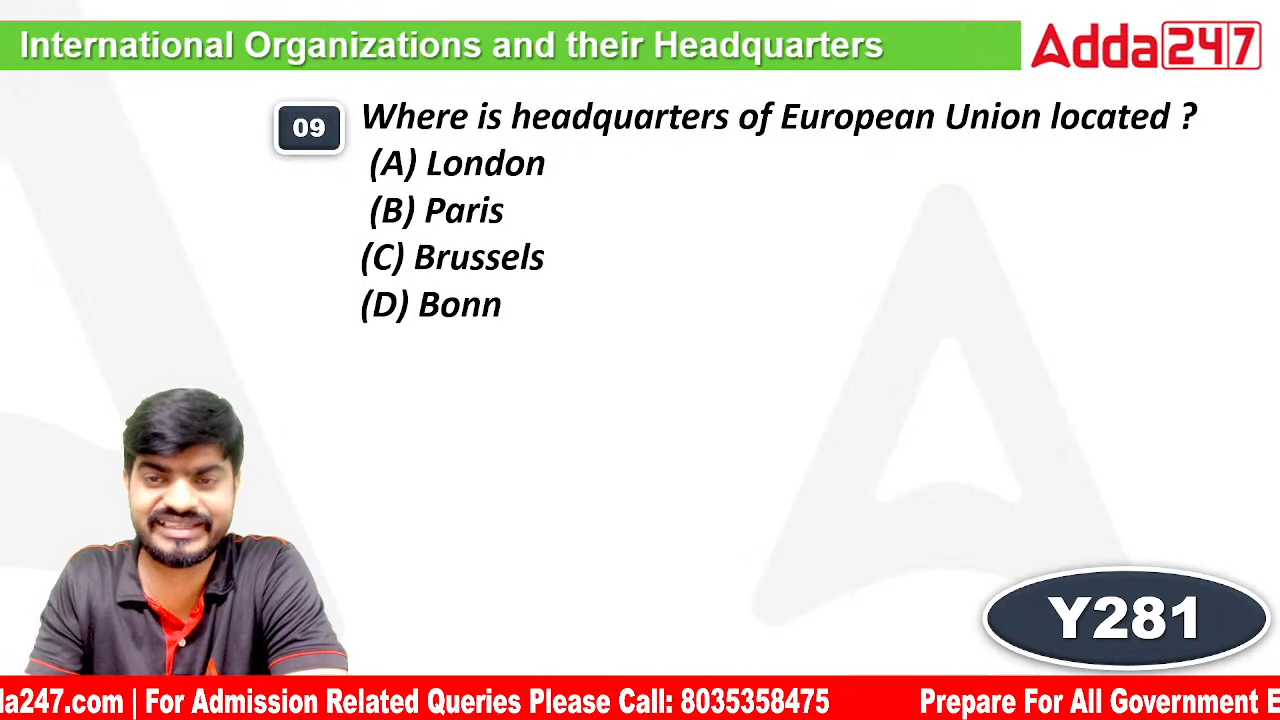 International Organizations and their Headquarters
Adda247
09
Where is headquarters of European Union located ?
(A) London
(B) Paris
(C) Brussels
(D) Bonn
Y281
da247.com | For Admission Related Queries Please Call: 8035358475 Prepare For All Government E